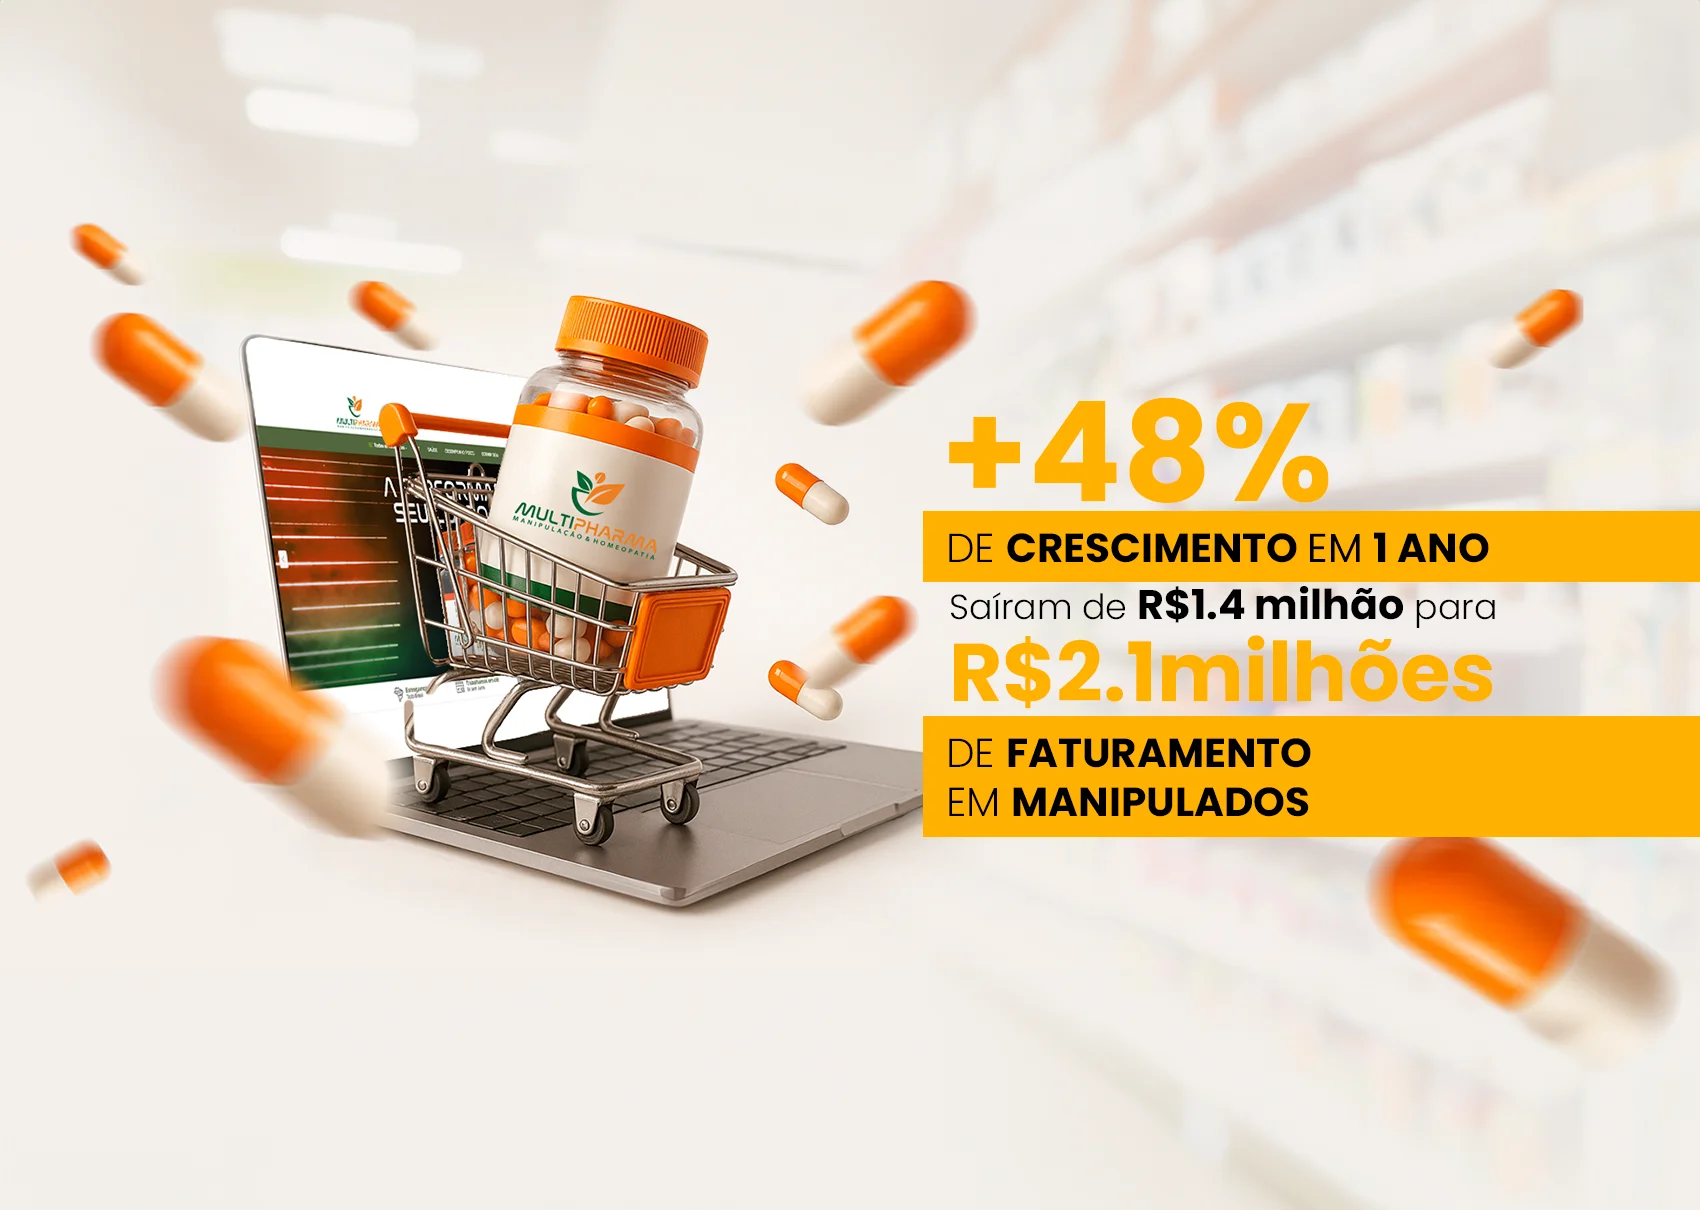 MULTIPHARMA
MULTIPHARMA
MANIPULAÇÃO & HOMEOPATIA
+48%
DE CRESCIMENTO EM 1 ANO
Saíram de R$1.4 milhão para
R$2.1milhões
DE FATURAMENTO
EM MANIPULADOS